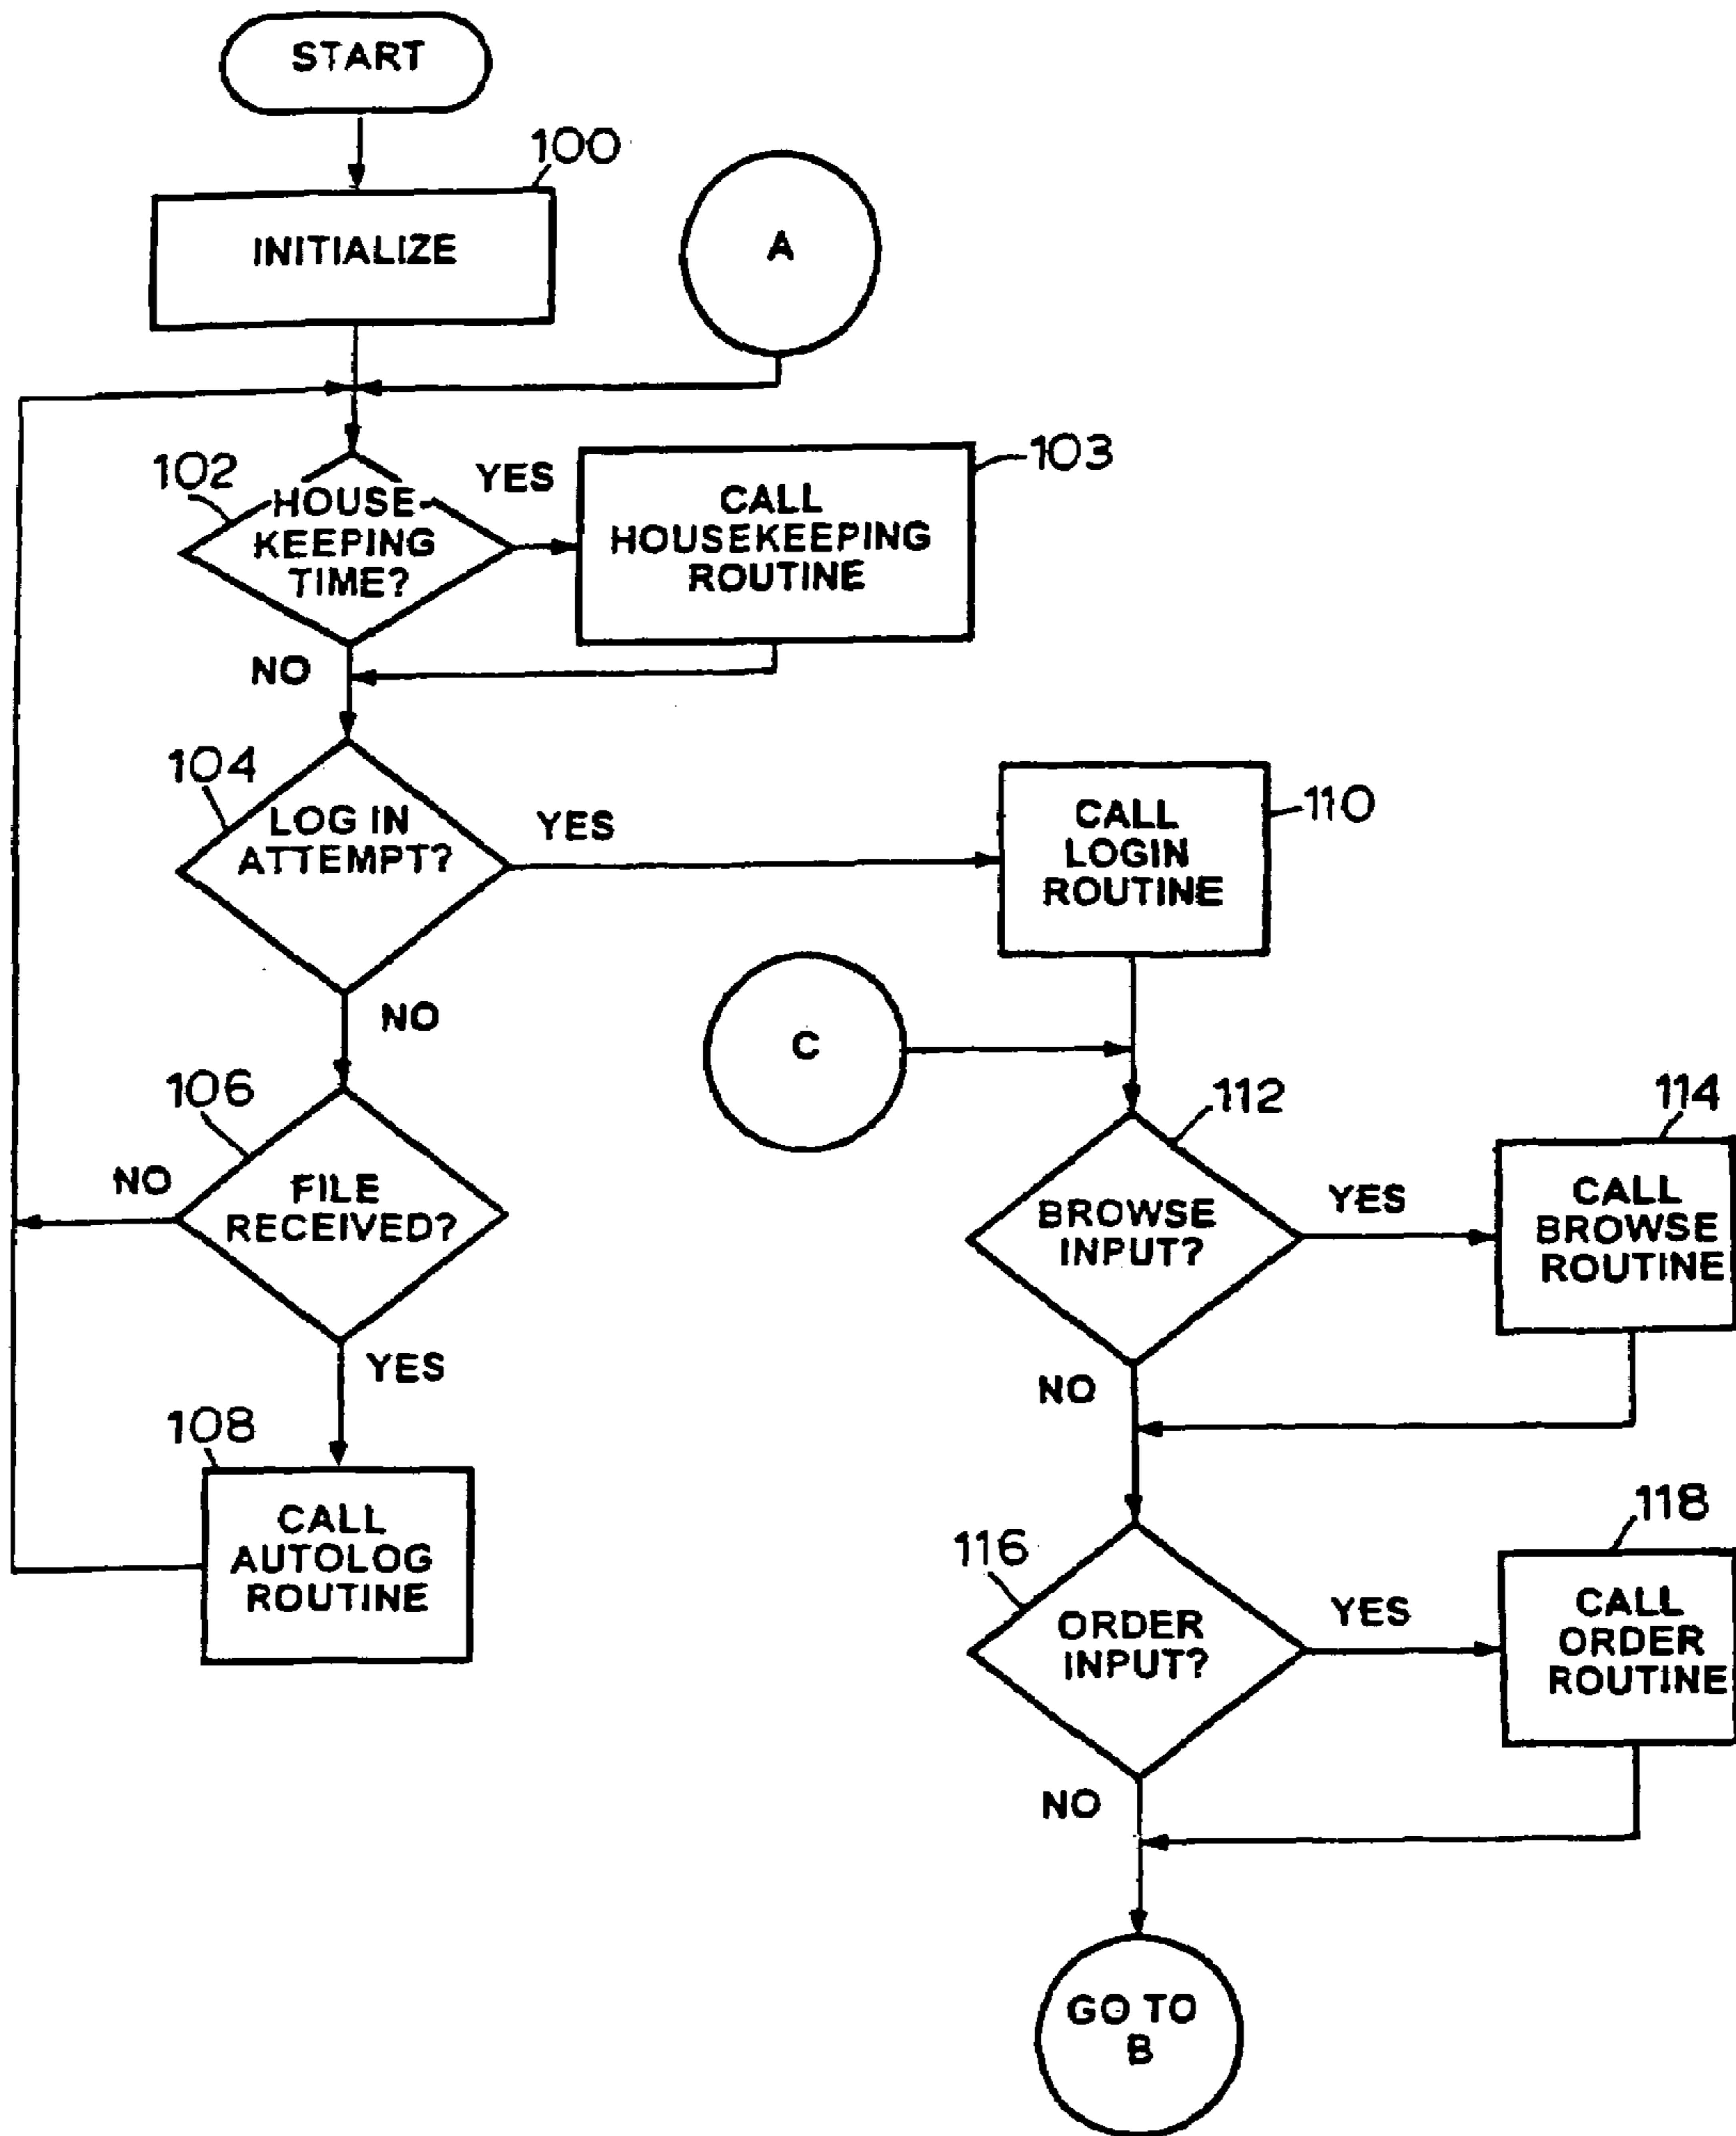 START
100
INITIALIZE
A
102
HOUSE
KEEPING
TIME?
YES
NO
103
CALL
HOUSEKEEPING
ROUTINE
104
LOG IN
ATTEMPT?
YES
NO
110
CALL
LOGIN
ROUTINE
C
106
FILE
RECEIVED?
NO
YES
108
CALL
AUTOLOG
ROUTINE
112
BROWSE
INPUT?
YES
NO
114
CALL
BROWSE
ROUTINE
116
ORDER
INPUT?
YES
NO
118
CALL
ORDER
ROUTINE
GO TO
B